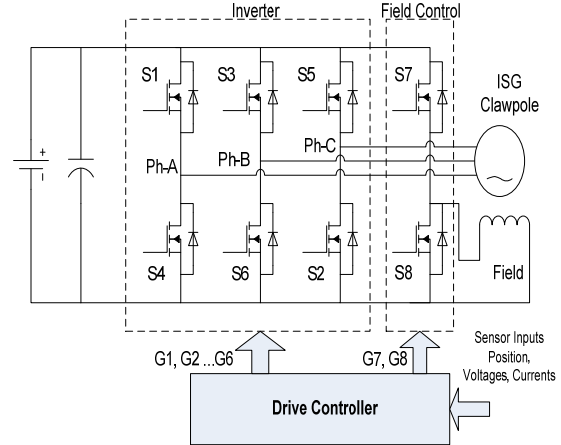 Inverter
Field Control
S1
S3
S5
S7
ISG
Clawpole
+
-
Ph-A
Ph-B
Ph-C
S4
S6
S2
S8
Field
G1, G2 ...G6
G7, G8
Sensor Inputs
Position,
Voltages, Currents
Drive Controller